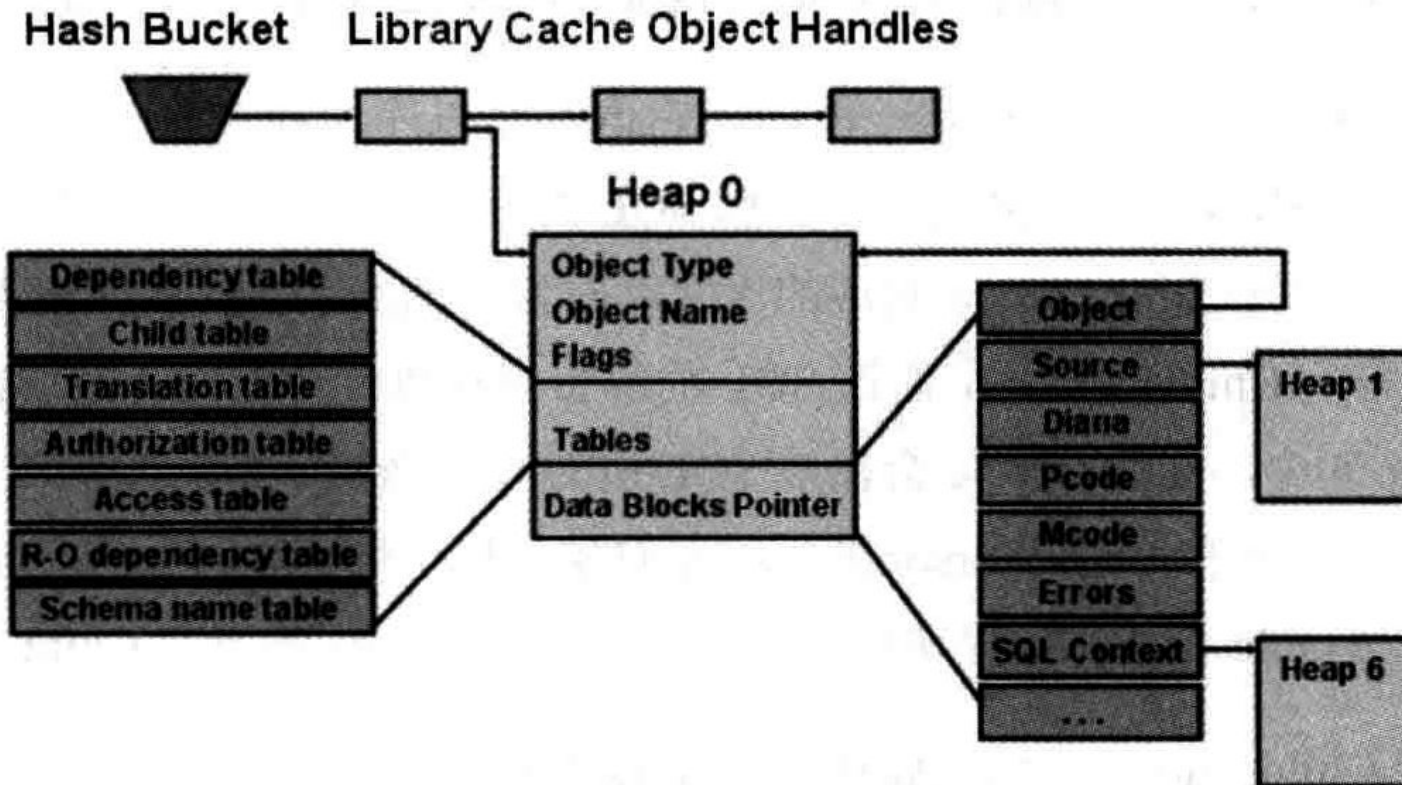 Hash Bucket
Library Cache Object Handles
Heap 0
Dependency table
Child table
Translation table
Authorization table
Access table
R-O dependency table
Schema name table
Object Type
Object Name
Flags
Tables
Data Blocks Pointer
Object
Source
Diana
Pcode
Mcode
Errors
SQL Context
...
Heap 1
Heap 6